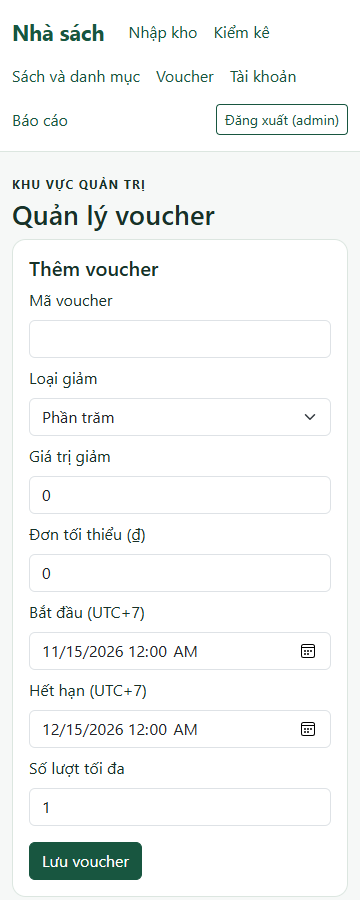 Nhà sách Nhập kho Kiểm kê
Sách và danh mục Voucher Tài khoản
Báo cáo Đăng xuất (admin)
KHU VỰC QUẢN TRỊ
Quản lý voucher
Thêm voucher
Mã voucher
Loại giảm
Phần trăm
Giá trị giảm
0
Đơn tối thiểu (₫)
0
Bắt đầu (UTC+7)
11/15/2026 12:00 AM
Hết hạn (UTC+7)
12/15/2026 12:00 AM
Số lượt tối đa
1
Lưu voucher